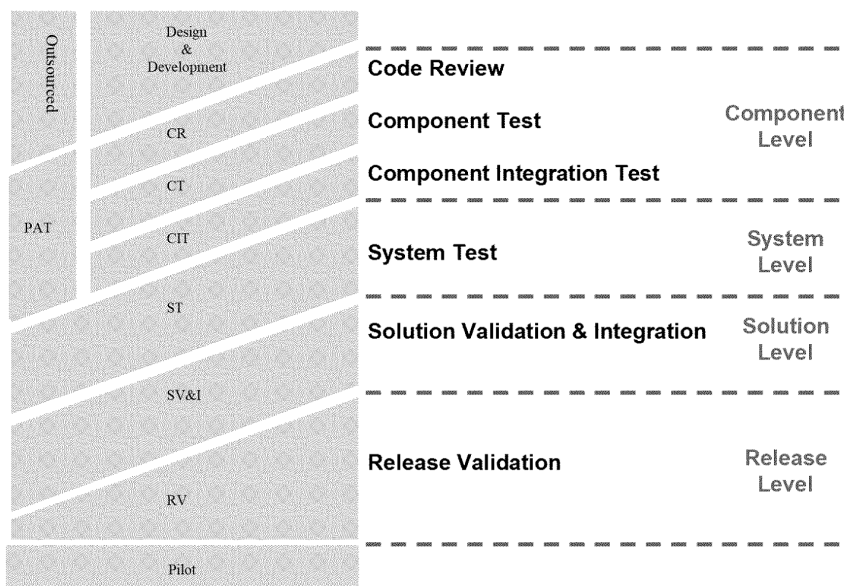 Outsourced
Design
&
Development
CR
CT
PAT
CIT
ST
SV&I
RV
Pilot
Code Review
Component Test
Component Integration Test
System Test
Solution Validation & Integration
Release Validation
Component
Level
System
Level
Solution
Level
Release
Level